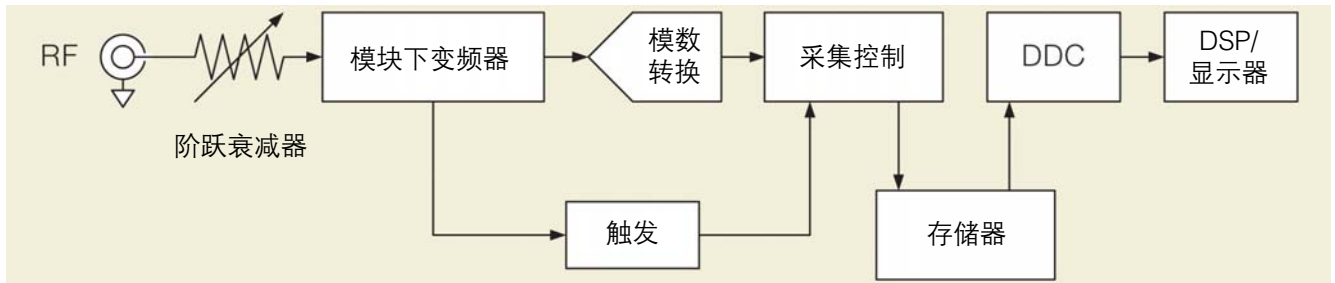 RF
阶跃衰减器
模块下变频器
模数
转换
采集控制
DDC
DSP/
显示器
触发
存储器